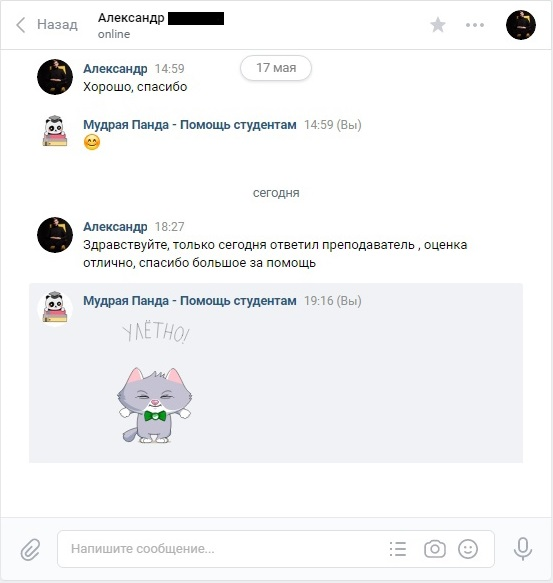 Назад
Александр
online
17 мая
Александр 14:59
Хорошо, спасибо
Мудрая Панда - Помощь студентам 14:59 (Вы)
сегодня
Александр 18:27
Здравствуйте, только сегодня ответил преподаватель , оценка
отлично, спасибо большое за помощь
Мудрая Панда - Помощь студентам 19:16 (Вы)
УЛЁТНО!
Напишите сообщение...